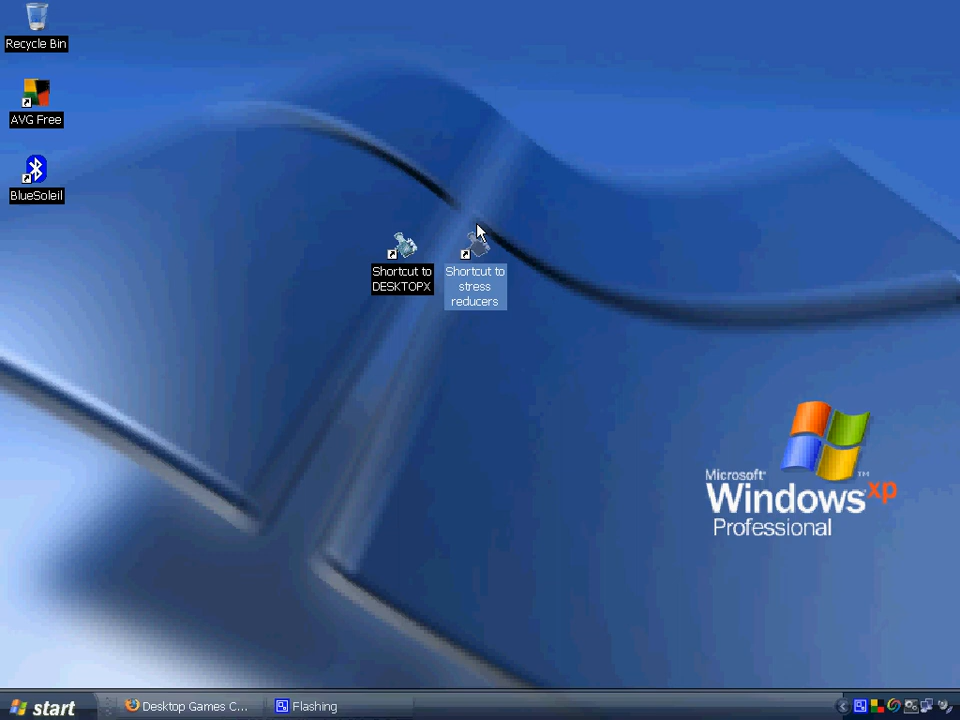 Recycle Bin
AVG Free
BlueSoleil
Shortcut to
DESKTOPX
Shortcut to
stress
reducers
Microsoft®
Windows xp ™
Professional
start
Desktop Games C...
Flashing